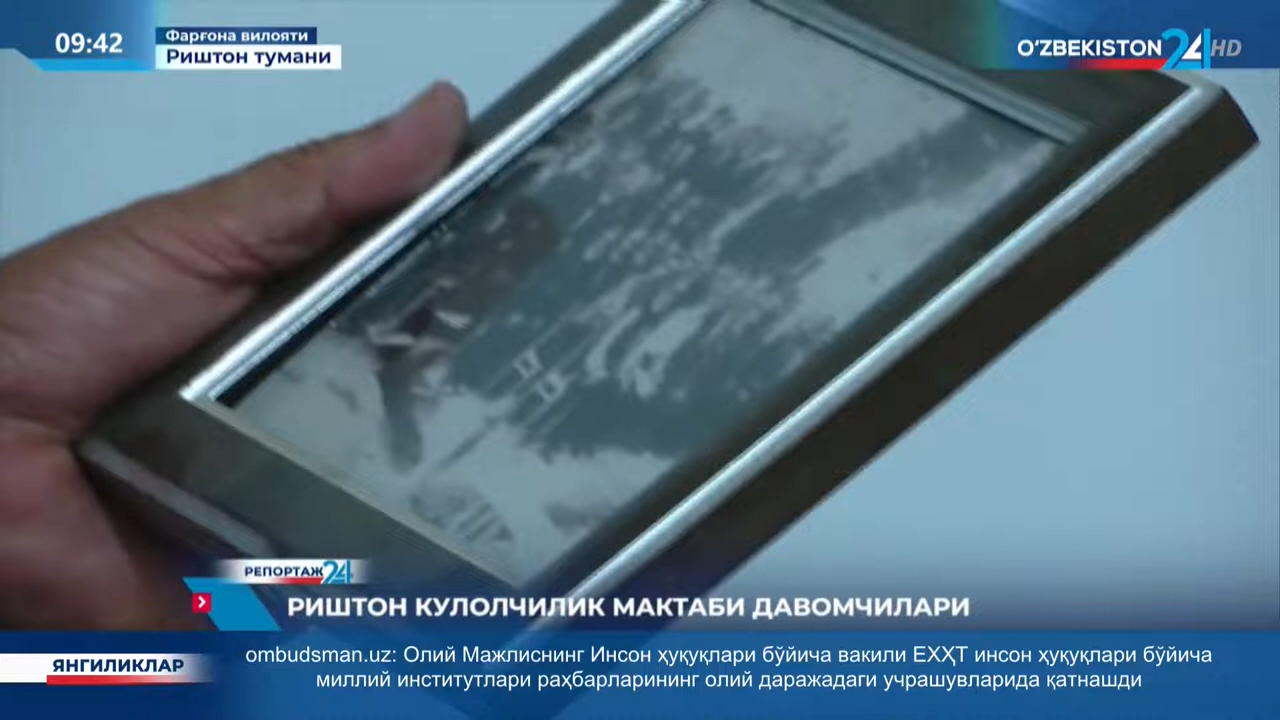 09:42
Фарғона вилояти
Риштон тумани
O'ZBEKISTON 24 HD
РЕПОРТАЖ 24
РИШТОН КУЛОЛЧИЛИК МАКТАБИ ДАВОМЧИЛАРИ
ЯНГИЛИКЛАР
ombudsman.uz: Олий Мажлиснинг Инсон ҳуқуқлари бўйича вакили ЕХҲТ инсон ҳуқуқлари бўйича
миллий институтлари раҳбарларининг олий даражадаги учрашувларида қатнашди